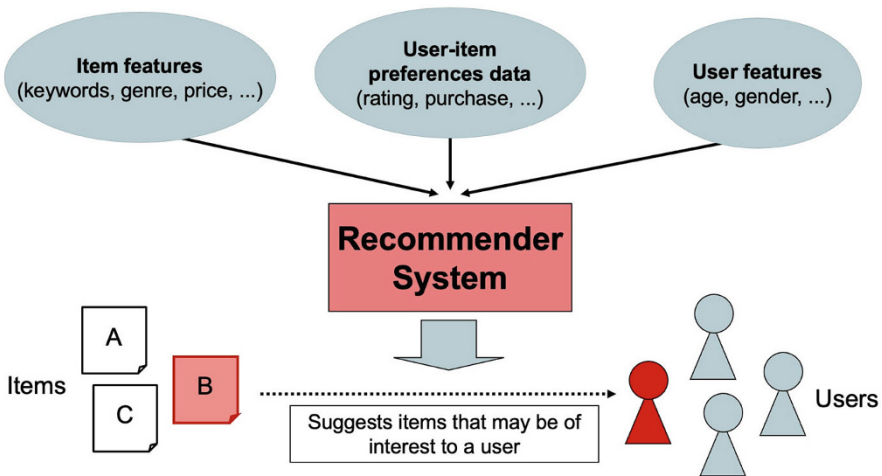 Item features
(keywords, genre, price, ...)
User-item
preferences data
(rating, purchase, ...)
User features
(age, gender, ...)
Recommender
System
A
B
C
Items
Users
Suggests items that may be of
interest to a user